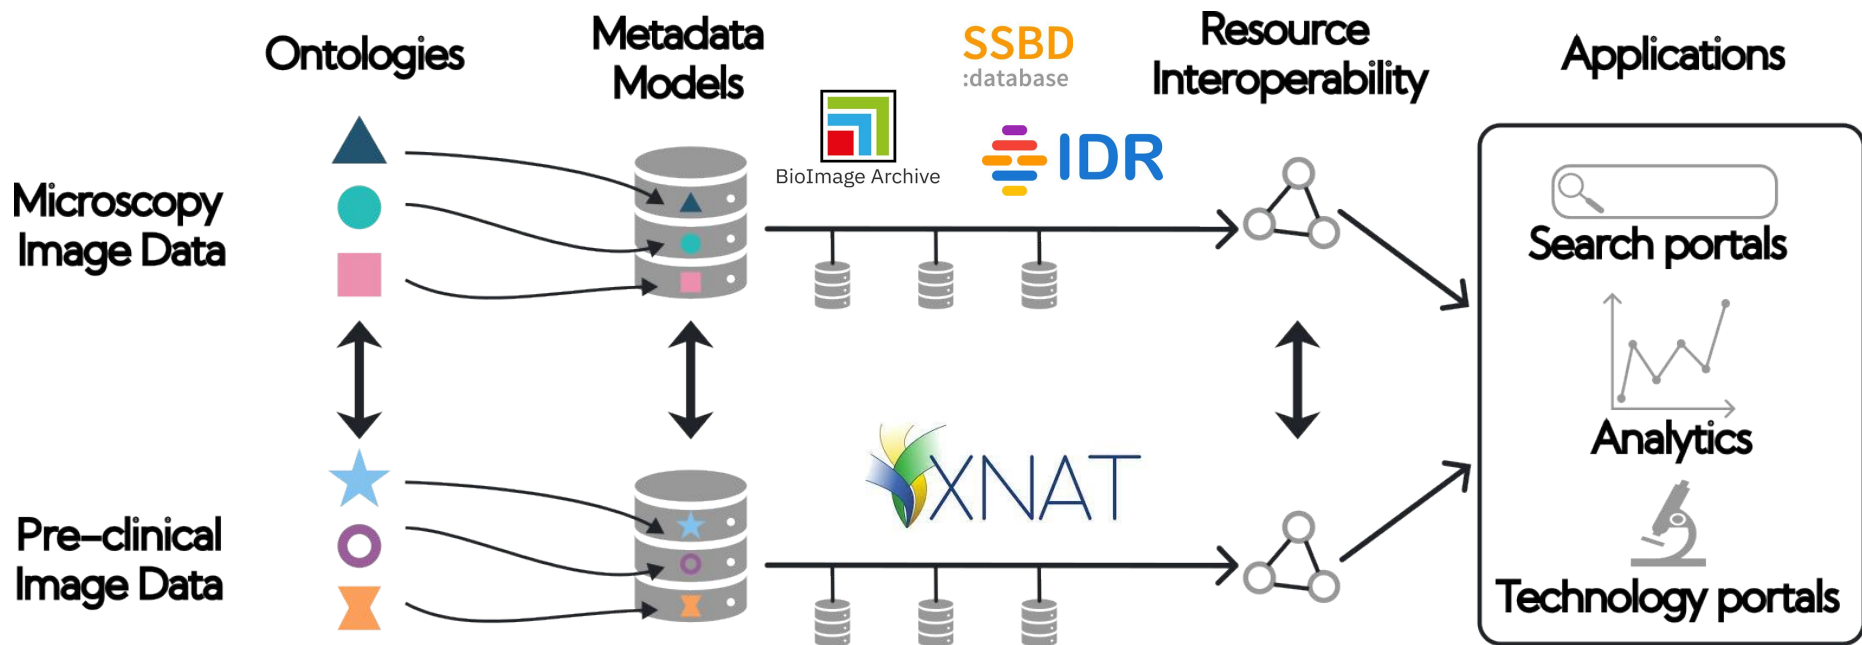 Ontologies
Metadata
Models
SSBD
:database
BioImage Archive
IDR
Resource
Interoperability
Applications
Microscopy
Image Data
Search portals
Analytics
XNAT
Pre-clinical
Image Data
Technology portals